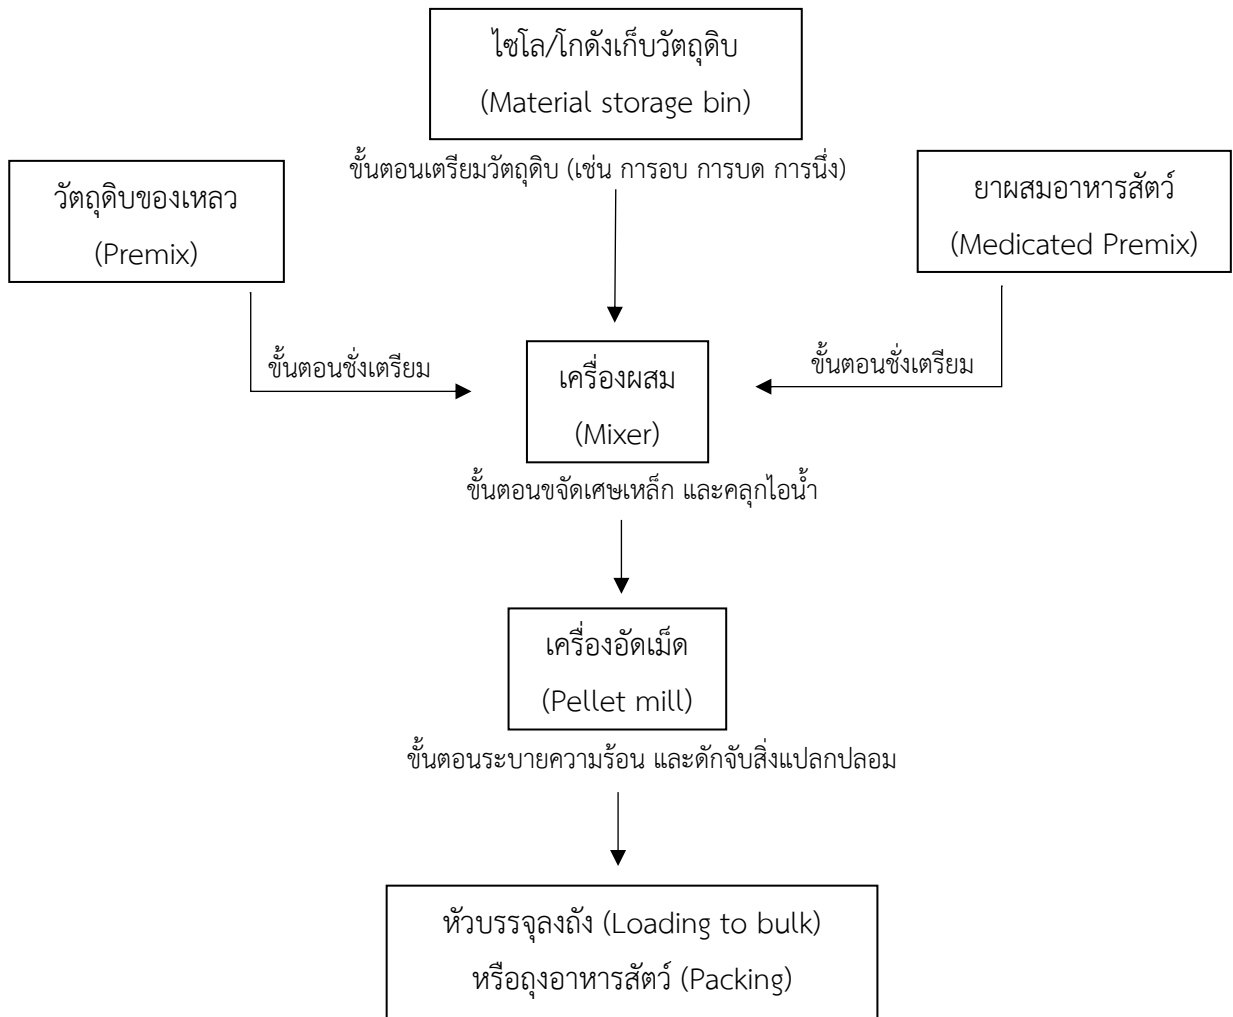 ไซโล/โกดังเก็บวัตถุดิบ
(Material storage bin)
ขั้นตอนเตรียมวัตถุดิบ (เช่น การอบ การบด การนึ่ง)
วัตถุดิบของเหลว
(Premix)
ยาผสมอาหารสัตว์
(Medicated Premix)
ขั้นตอนชั่งเตรียม
ขั้นตอนชั่งเตรียม
เครื่องผสม
(Mixer)
ขั้นตอนขจัดเศษเหล็ก และคลุกไอน้ำ
เครื่องอัดเม็ด
(Pellet mill)
ขั้นตอนระบายความร้อน และดักจับสิ่งแปลกปลอม
หัวบรรจุลงถัง (Loading to bulk)
หรือถุงอาหารสัตว์ (Packing)